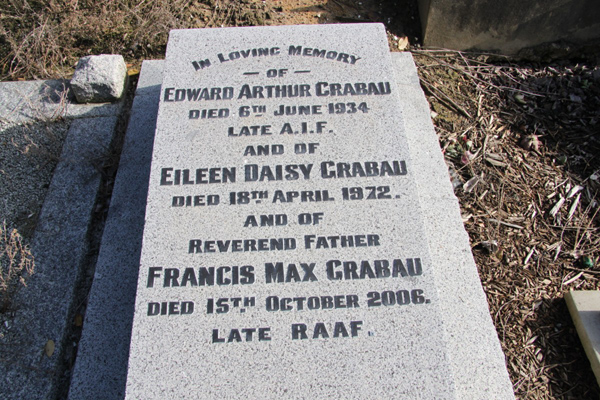 In Loving Memory
— of —
Edward Arthur Grabau
Died 6th June 1934
Late A.I.F.
and of
Eileen Daisy Grabau
Died 18th April 1972.
and of
Reverend Father
Francis Max Grabau
Died 15th October 2006.
Late RAAF.